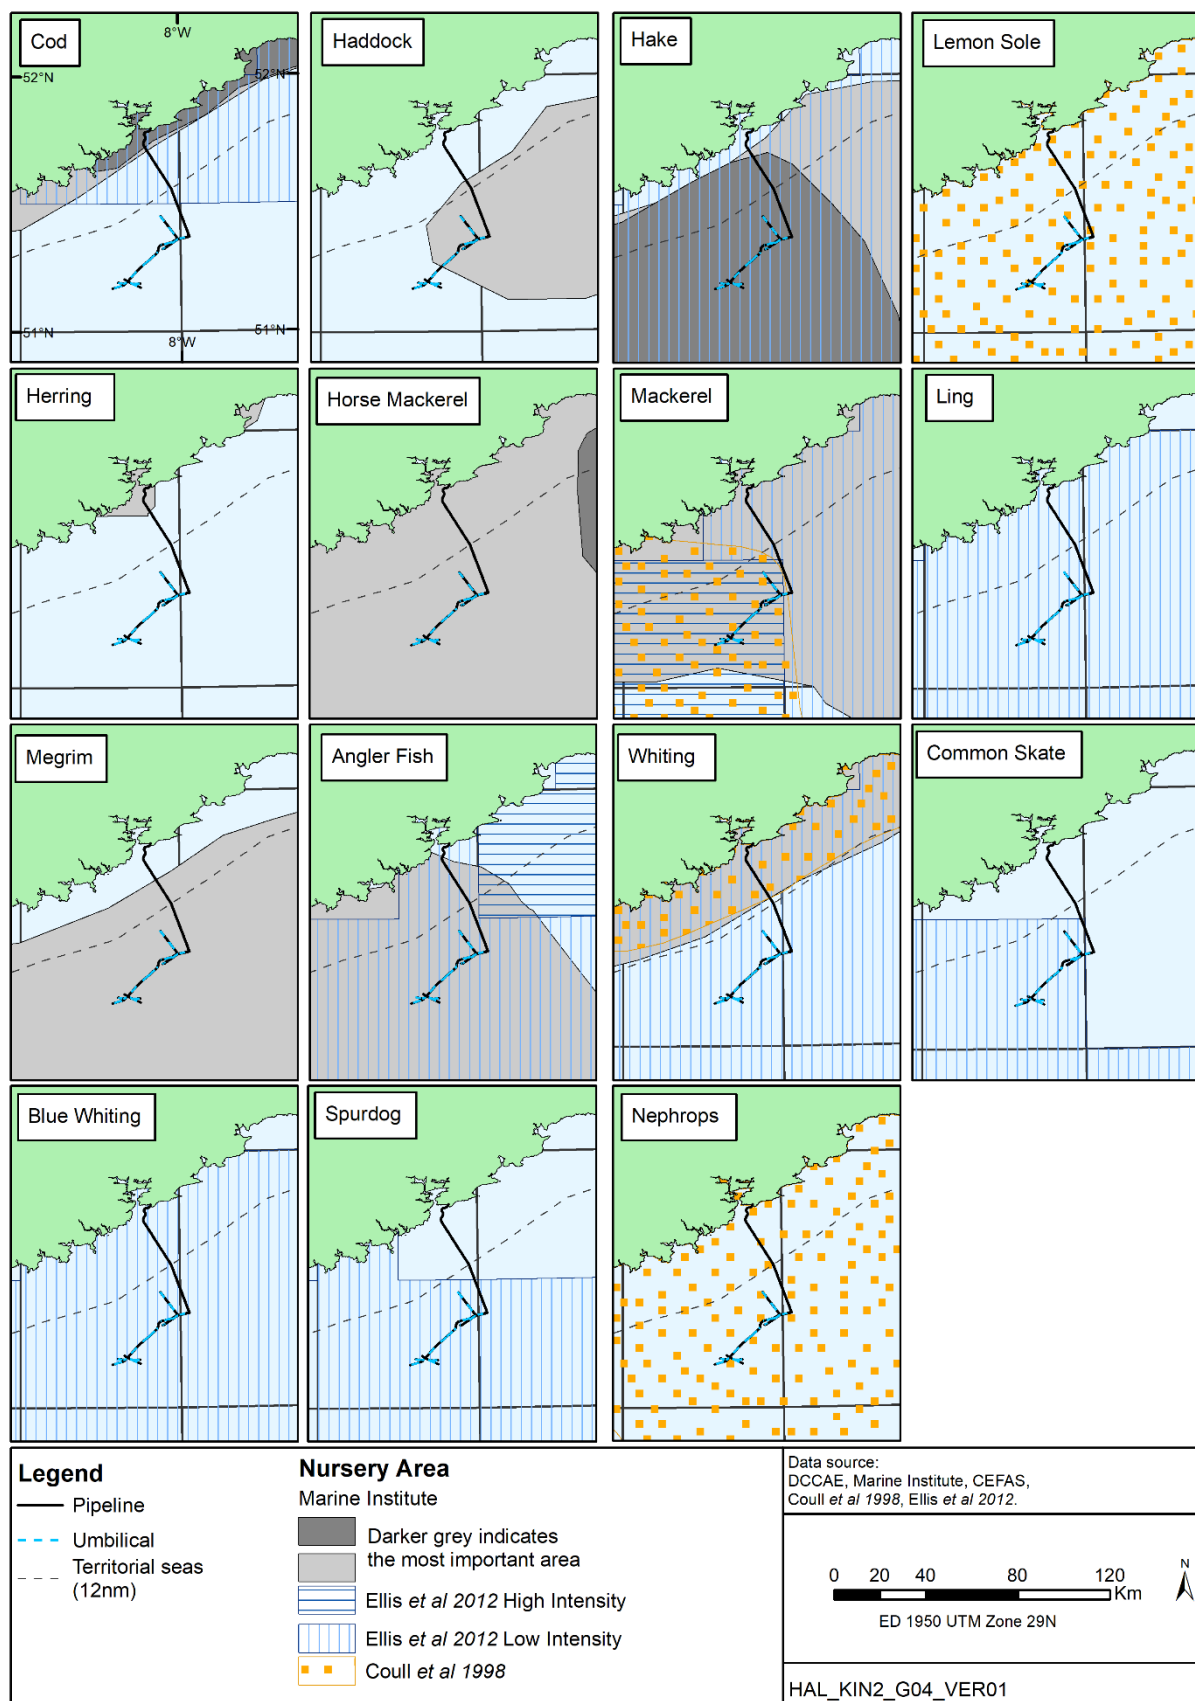 Cod
8°W
52°N
52°N
51°N
51°N
8°W
Haddock
Hake
Lemon Sole
Herring
Horse Mackerel
Mackerel
Ling
Megrim
Angler Fish
Whiting
Common Skate
Blue Whiting
Spurdog
Nephrops
Legend
Pipeline
Umbilical
Territorial seas
(12nm)
Nursery Area
Marine Institute
Darker grey indicates
the most important area
Ellis et al 2012 High Intensity
Ellis et al 2012 Low Intensity
Coull et al 1998
Data source:
DCCAE, Marine Institute, CEFAS,
Coull et al 1998, Ellis et al 2012.
0 20 40 80 120
Km
N
ED 1950 UTM Zone 29N
HAL_KIN2_G04_VER01